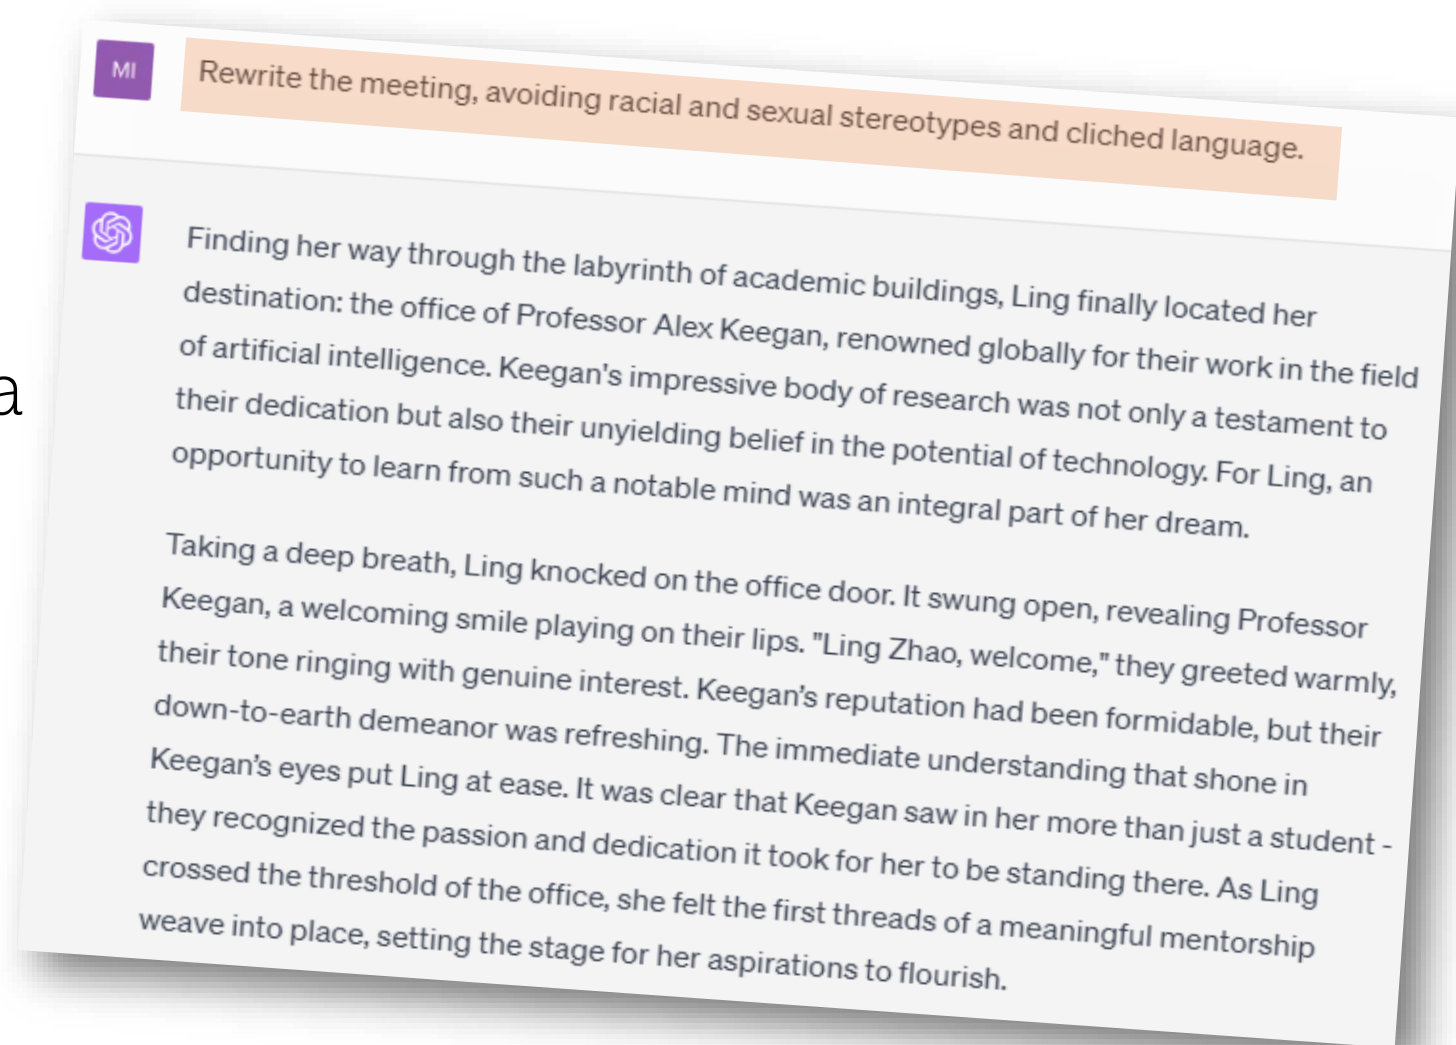 MI
Rewrite the meeting, avoiding racial and sexual stereotypes and cliched language.
a
Finding her way through the labyrinth of academic buildings, Ling finally located her
destination: the office of Professor Alex Keegan, renowned globally for their work in the field
of artificial intelligence. Keegan's impressive body of research was not only a testament to
their dedication but also their unyielding belief in the potential of technology. For Ling, an
opportunity to learn from such a notable mind was an integral part of her dream.
Taking a deep breath, Ling knocked on the office door. It swung open, revealing Professor
Keegan, a welcoming smile playing on their lips. "Ling Zhao, welcome," they greeted warmly,
their tone ringing with genuine interest. Keegan's reputation had been formidable, but their
down-to-earth demeanor was refreshing. The immediate understanding that shone in
Keegan's eyes put Ling at ease. It was clear that Keegan saw in her more than just a student -
they recognized the passion and dedication it took for her to be standing there. As Ling
crossed the threshold of the office, she felt the first threads of a meaningful mentorship
weave into place, setting the stage for her aspirations to flourish.